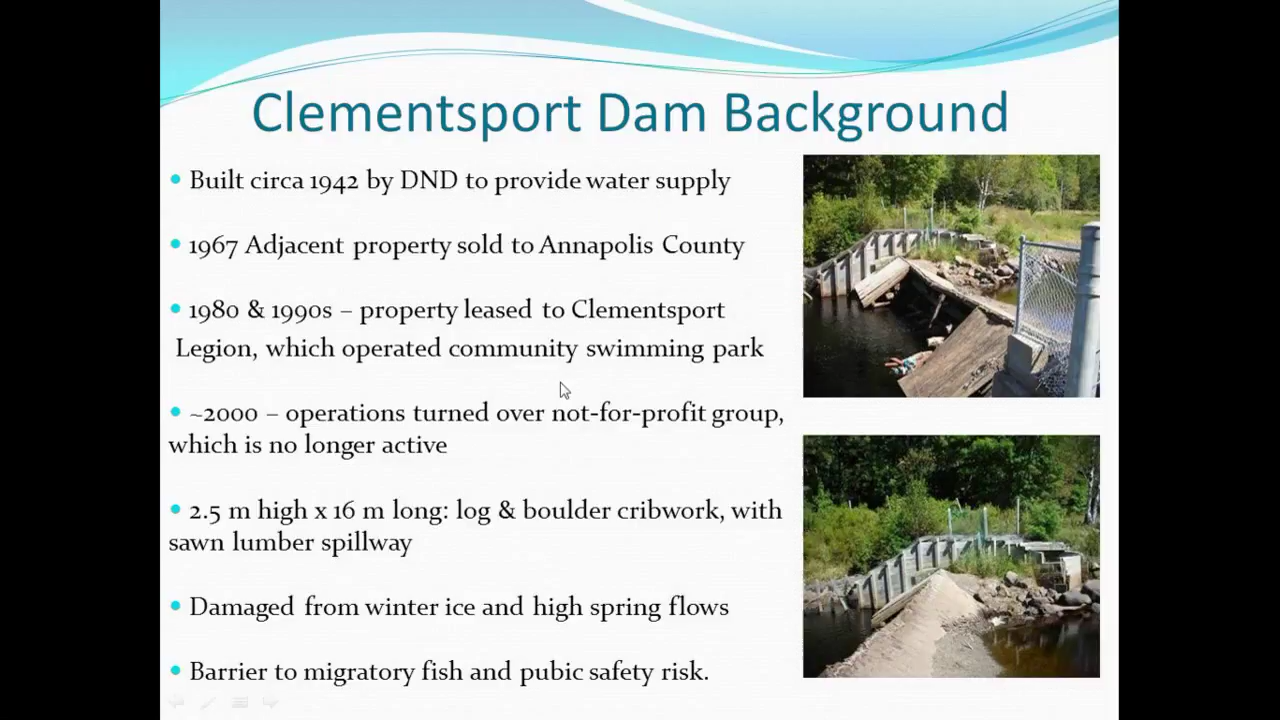 Clementsport Dam Background
• Built circa 1942 by DND to provide water supply
• 1967 Adjacent property sold to Annapolis County
• 1980 & 1990s – property leased to Clementsport
Legion, which operated community swimming park
• ~2000 – operations turned over not-for-profit group,
which is no longer active
• 2.5 m high x 16 m long: log & boulder cribwork, with
sawn lumber spillway
• Damaged from winter ice and high spring flows
• Barrier to migratory fish and pubic safety risk.